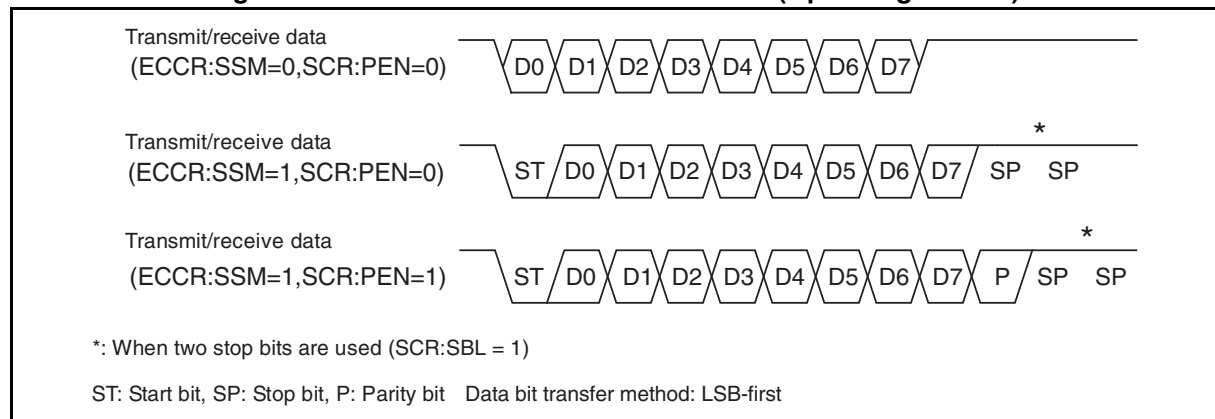 Transmit/receive data
(ECCR:SSM=0,SCR:PEN=0)
D0 D1 D2 D3 D4 D5 D6 D7
*
Transmit/receive data
(ECCR:SSM=1,SCR:PEN=0)
ST D0 D1 D2 D3 D4 D5 D6 D7 SP SP
*
Transmit/receive data
(ECCR:SSM=1,SCR:PEN=1)
ST D0 D1 D2 D3 D4 D5 D6 D7 P SP SP
*: When two stop bits are used (SCR:SBL = 1)
ST: Start bit, SP: Stop bit, P: Parity bit Data bit transfer method: LSB-first